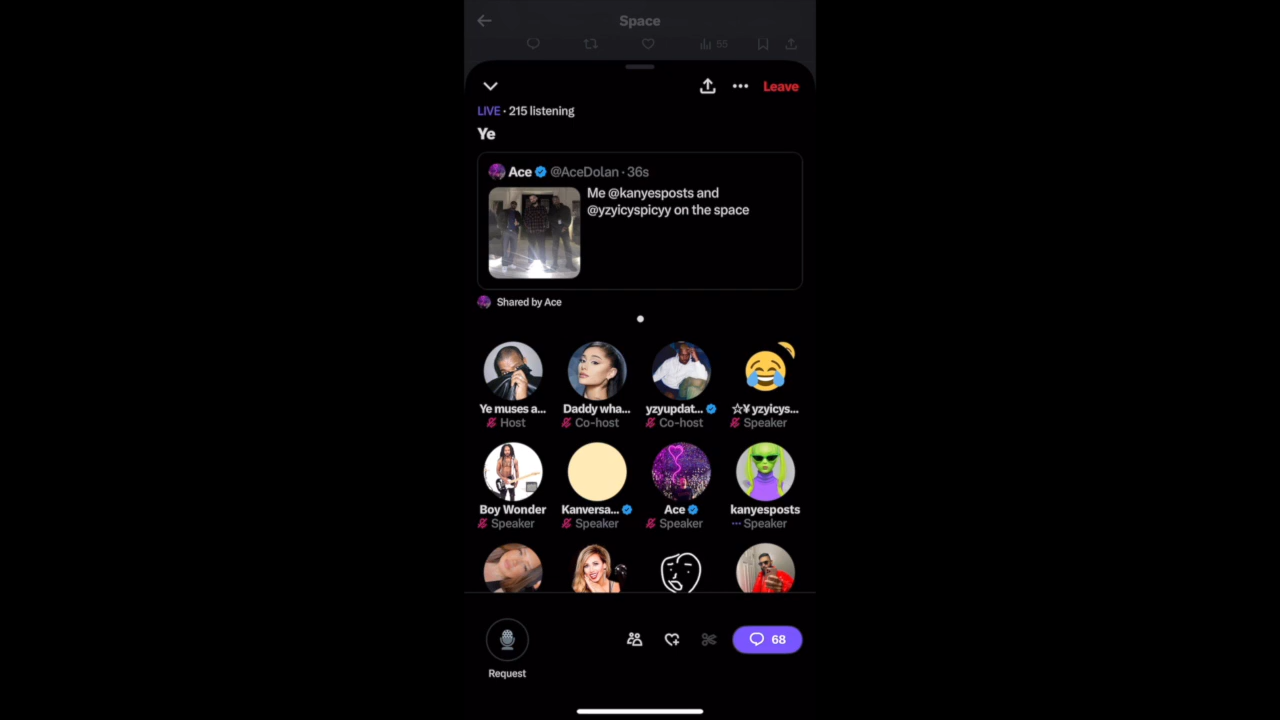 Space
55
Leave
LIVE · 215 listening
Ye
Ace @AceDolan · 36s
Me @kanyesposts and
@yzyicyspicyy on the space
Shared by Ace
Ye muses a... Daddy wha... yzyupdat... ☆¥ yzyicys...
Host Co-host Co-host Speaker
Boy Wonder Kanversa... Ace kanyesposts
Speaker Speaker Speaker Speaker
68
Request